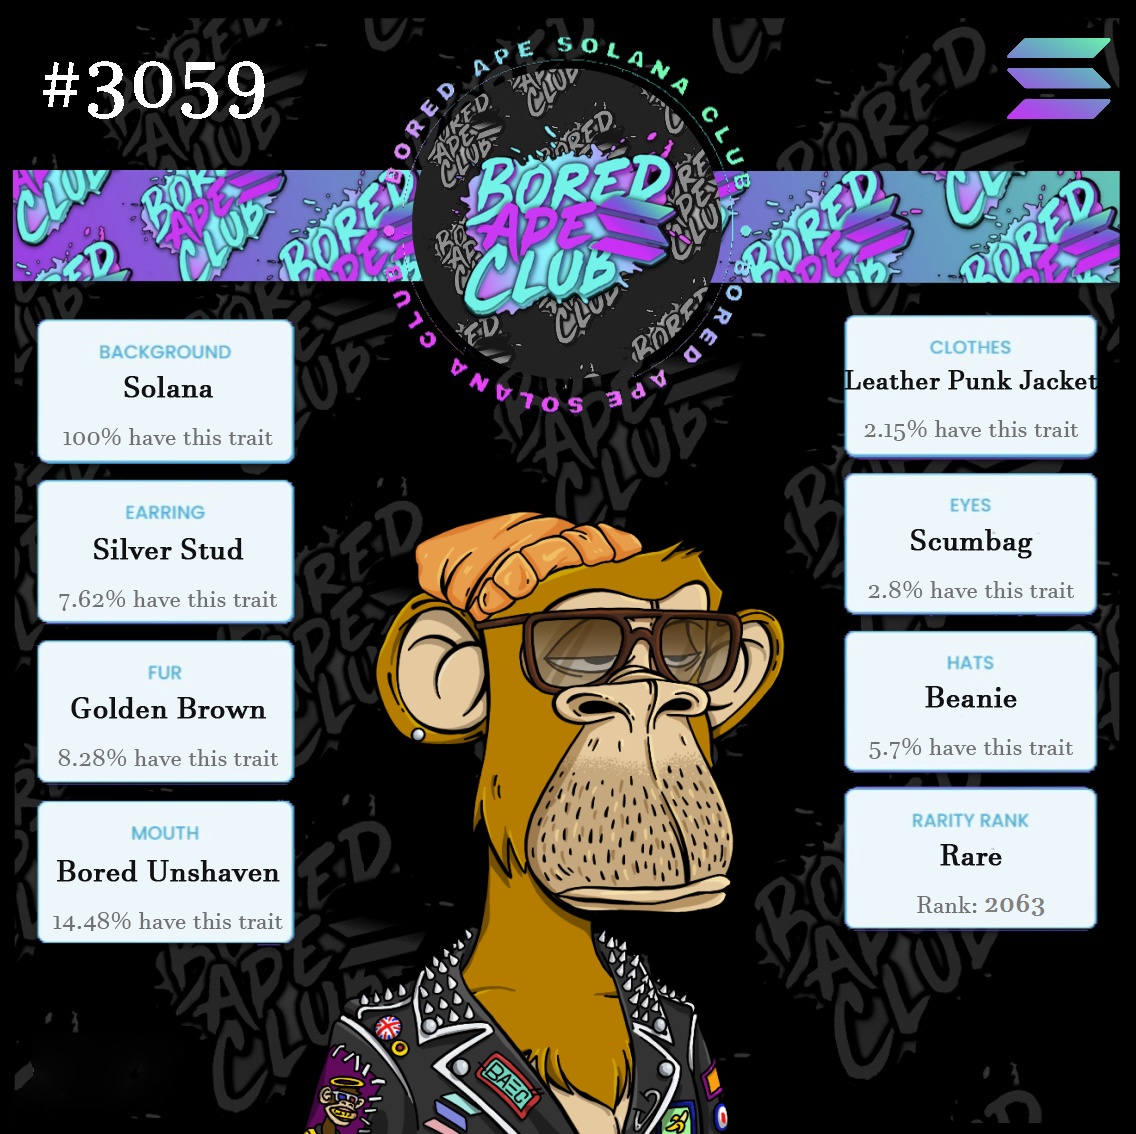 #3059
BORED APE SOLANA CLUB
BORED APE SOLANA CLUB
BORED
APE
CLUB
BACKGROUND
Solana
100% have this trait
EARRING
Silver Stud
7.62% have this trait
FUR
Golden Brown
8.28% have this trait
MOUTH
Bored Unshaven
14.48% have this trait
CLOTHES
Leather Punk Jacket
2.15% have this trait
EYES
Scumbag
2.8% have this trait
HATS
Beanie
5.7% have this trait
RARITY RANK
Rare
Rank: 2063